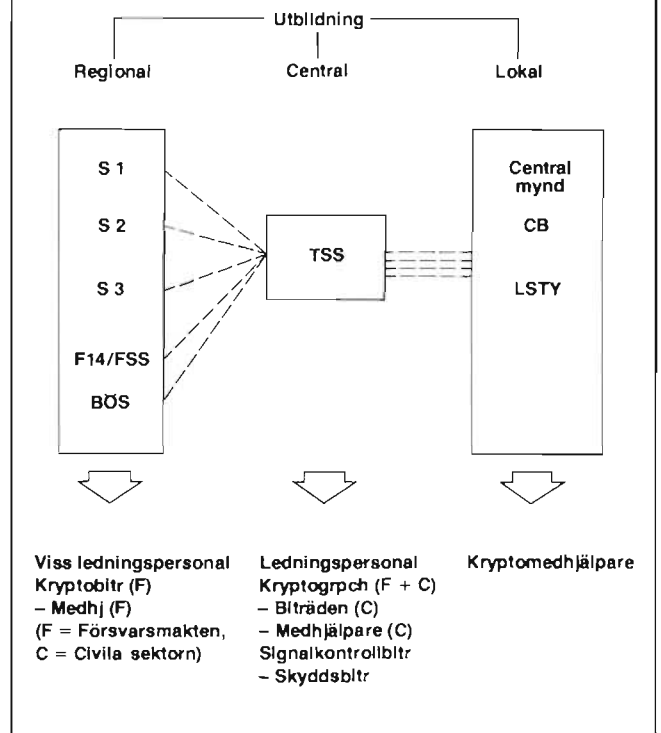 Utbildning
Regional
Central
Lokal
S 1
S 2
S 3
F14/FSS
BÖS
TSS
Central
mynd
CB
LSTY
Viss ledningspersonal
Kryptobitr (F)
– Medhj (F)
(F = Försvarsmakten,
C = Civila sektorn)
Ledningspersonal
Kryptogrpch (F + C)
– Biträden (C)
– Medhjälpare (C)
Signalkontrollbitr
– Skyddsbitr
Kryptomedhjälpare